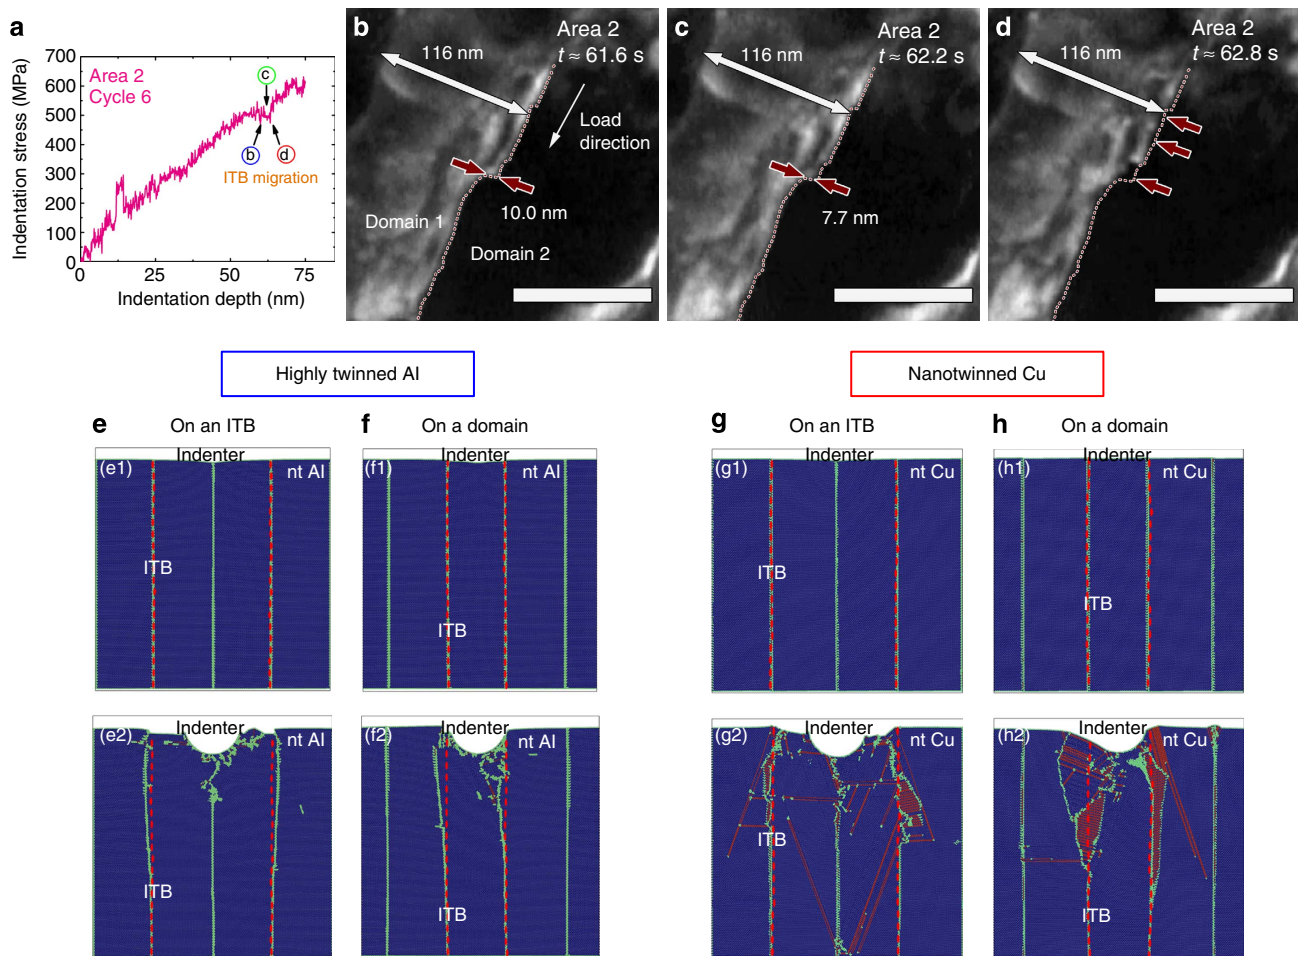 a
700
600
500
400
300
200
100
0
Indentation stress (MPa)
Area 2
Cycle 6
c
b
d
ITB migration
0
25
50
75
Indentation depth (nm)
b
Area 2
t ≈ 61.6 s
116 nm
Load
direction
10.0 nm
Domain 1
Domain 2
c
Area 2
t ≈ 62.2 s
116 nm
7.7 nm
d
Area 2
t ≈ 62.8 s
116 nm
Highly twinned Al
Nanotwinned Cu
e
On an ITB
f
On a domain
g
On an ITB
h
On a domain
Indenter
(e1)
nt Al
ITB
Indenter
(f1)
nt Al
ITB
Indenter
(g1)
nt Cu
ITB
Indenter
(h1)
nt Cu
ITB
Indenter
(e2)
nt Al
ITB
Indenter
(f2)
nt Al
ITB
Indenter
(g2)
nt Cu
ITB
Indenter
(h2)
nt Cu
ITB